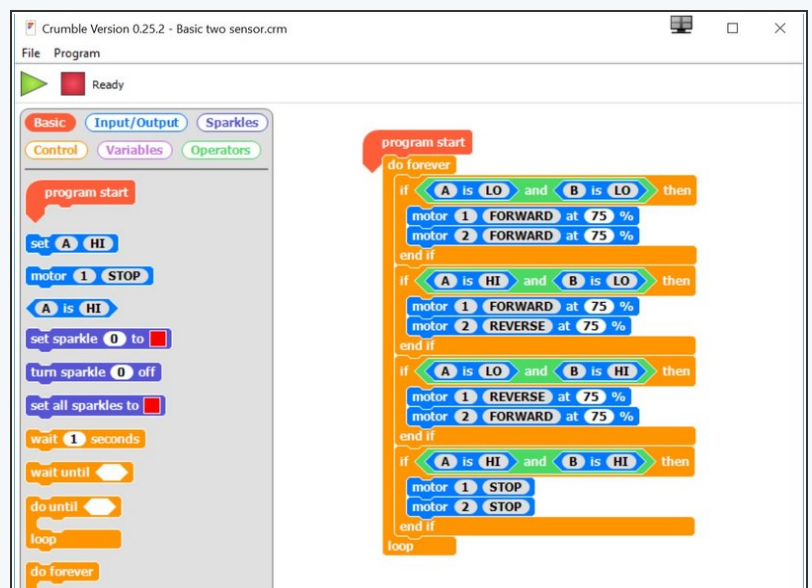 Crumble Version 0.25.2 - Basic two sensor.crm
File Program
Ready
Basic Input/Output Sparkles
Control Variables Operators
program start
set A HI
motor 1 STOP
A is HI
set sparkle 0 to
turn sparkle 0 off
set all sparkles to
wait 1 seconds
wait until
do until
loop
do forever
program start
do forever
if A is LO and B is LO then
motor 1 FORWARD at 75 %
motor 2 FORWARD at 75 %
end if
if A is HI and B is LO then
motor 1 FORWARD at 75 %
motor 2 REVERSE at 75 %
end if
if A is LO and B is HI then
motor 1 REVERSE at 75 %
motor 2 FORWARD at 75 %
end if
if A is HI and B is HI then
motor 1 STOP
motor 2 STOP
end if
loop